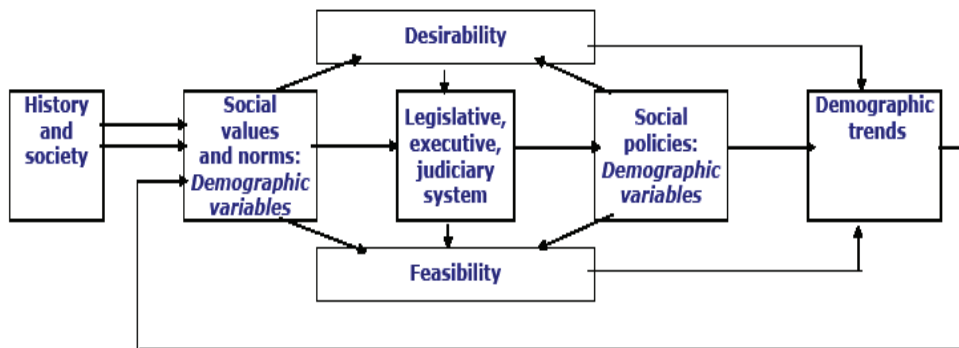 Desirability
History
and
society
Social
values
and norms:
Demographic
variables
Legislative,
executive,
judiciary
system
Social
policies:
Demographic
variables
Demographic
trends
Feasibility